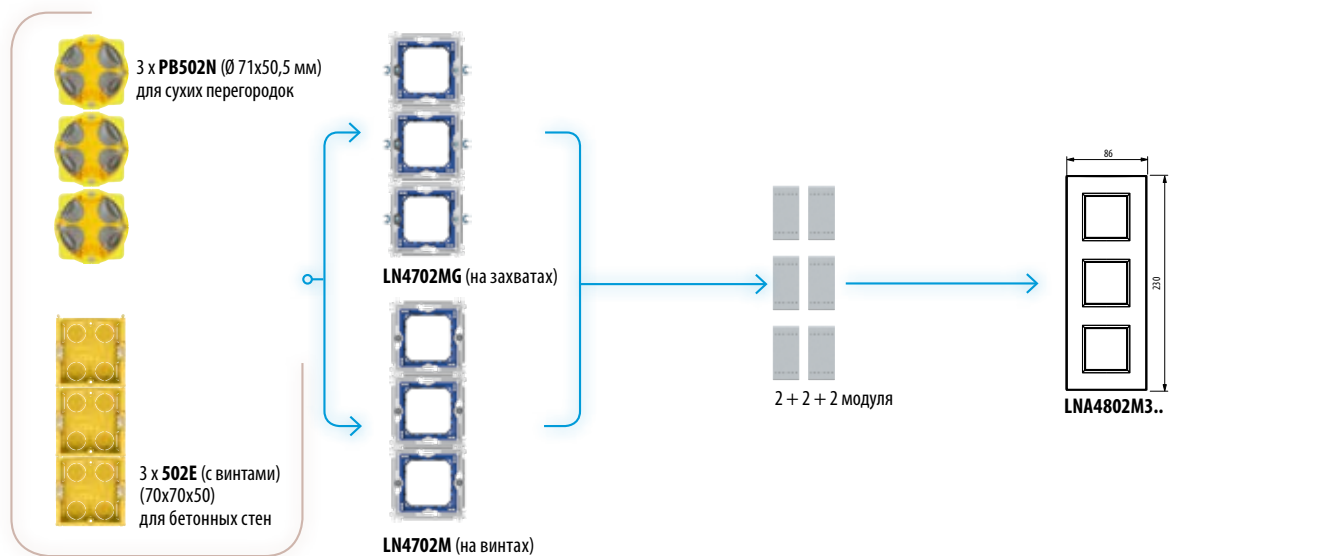 3 x PB502N (Ø 71x50,5 мм)
для сухих перегородок
LN4702MG (на захватах)
3 x 502E (с винтами)
(70x70x50)
для бетонных стен
LN4702M (на винтах)
2 + 2 + 2 модуля
86
230
LNA4802M3..